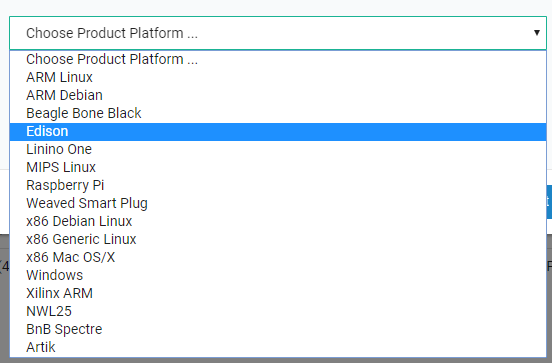 Choose Product Platform ...
Choose Product Platform ...
ARM Linux
ARM Debian
Beagle Bone Black
Edison
Linino One
MIPS Linux
Raspberry Pi
Weaved Smart Plug
x86 Debian Linux
x86 Generic Linux
x86 Mac OS/X
Windows
Xilinx ARM
NWL25
BnB Spectre
Artik